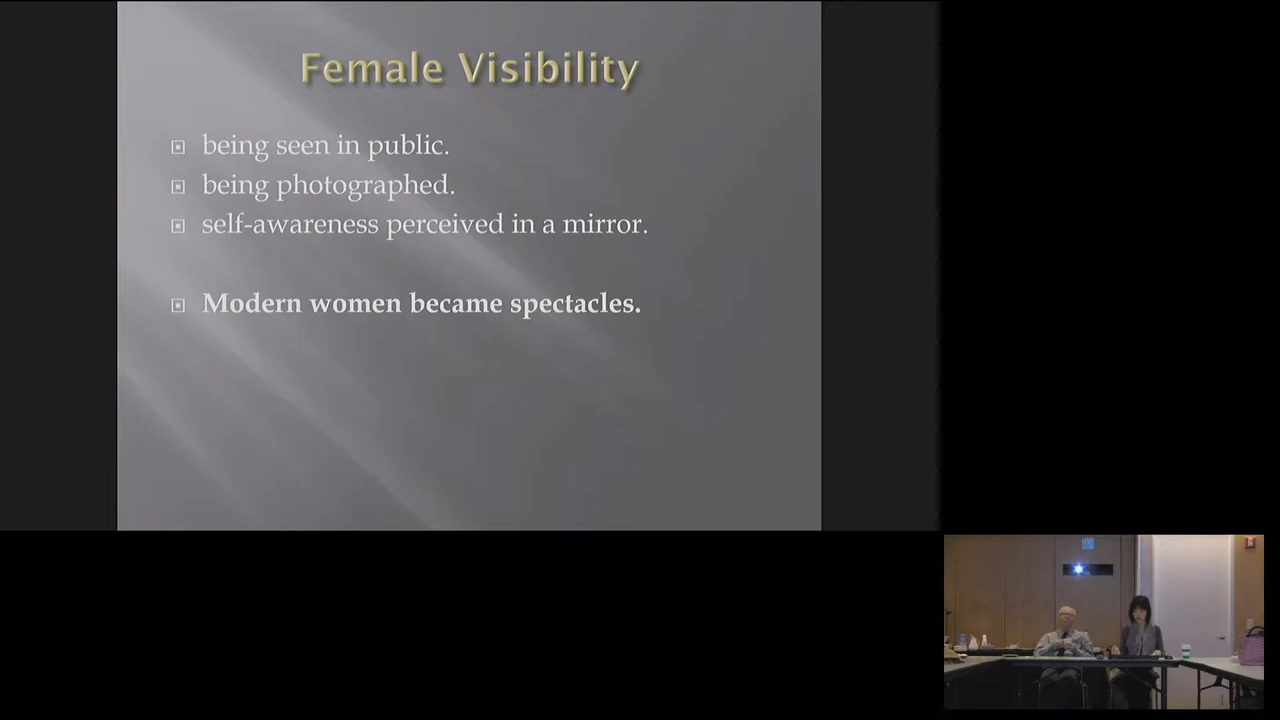 Female Visibility
being seen in public.
being photographed.
self-awareness perceived in a mirror.
Modern women became spectacles.